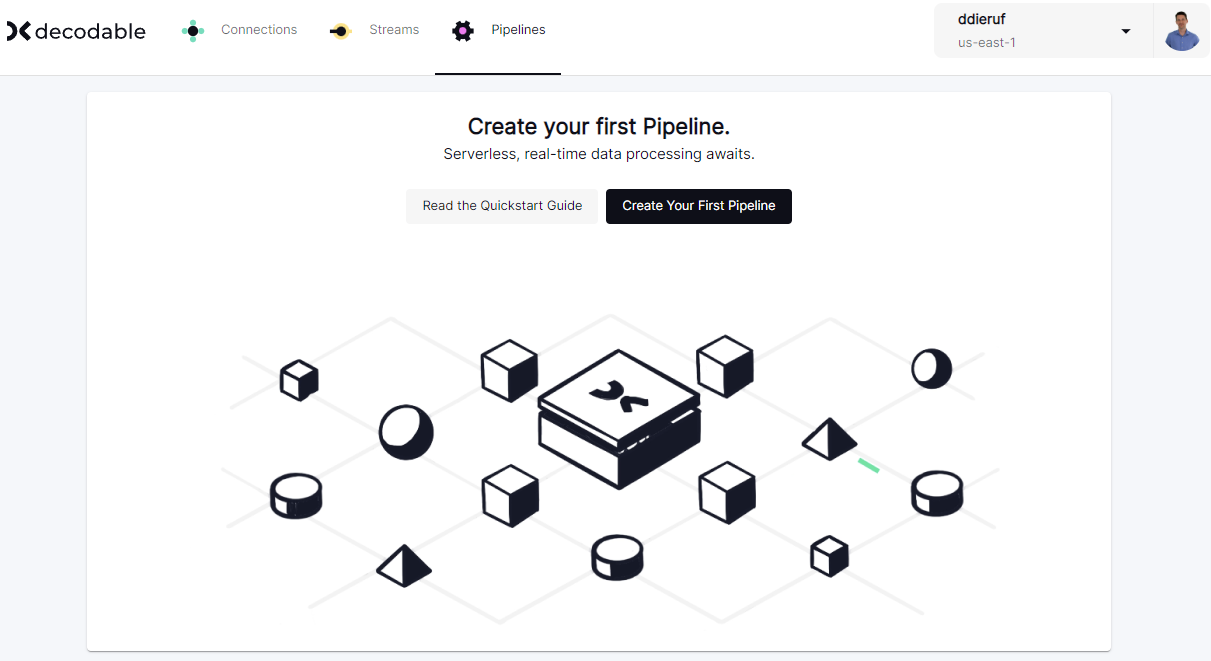 decodable
Connections
Streams
Pipelines
ddieruf
us-east-1
Create your first Pipeline.
Serverless, real-time data processing awaits.
Read the Quickstart Guide
Create Your First Pipeline